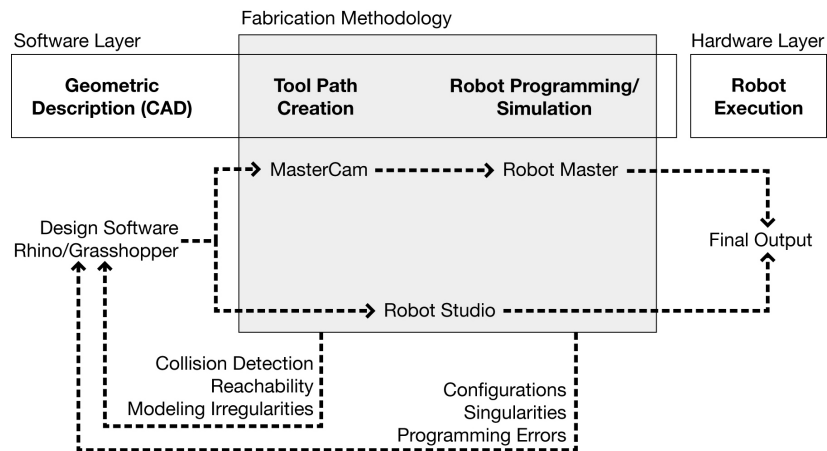 Fabrication Methodology
Software Layer
Hardware Layer
Geometric
Description (CAD)
Tool Path
Creation
Robot Programming/
Simulation
Robot
Execution
MasterCam
Robot Master
Design Software
Rhino/Grasshopper
Final Output
Robot Studio
Collision Detection
Reachability
Modeling Irregularities
Configurations
Singularities
Programming Errors